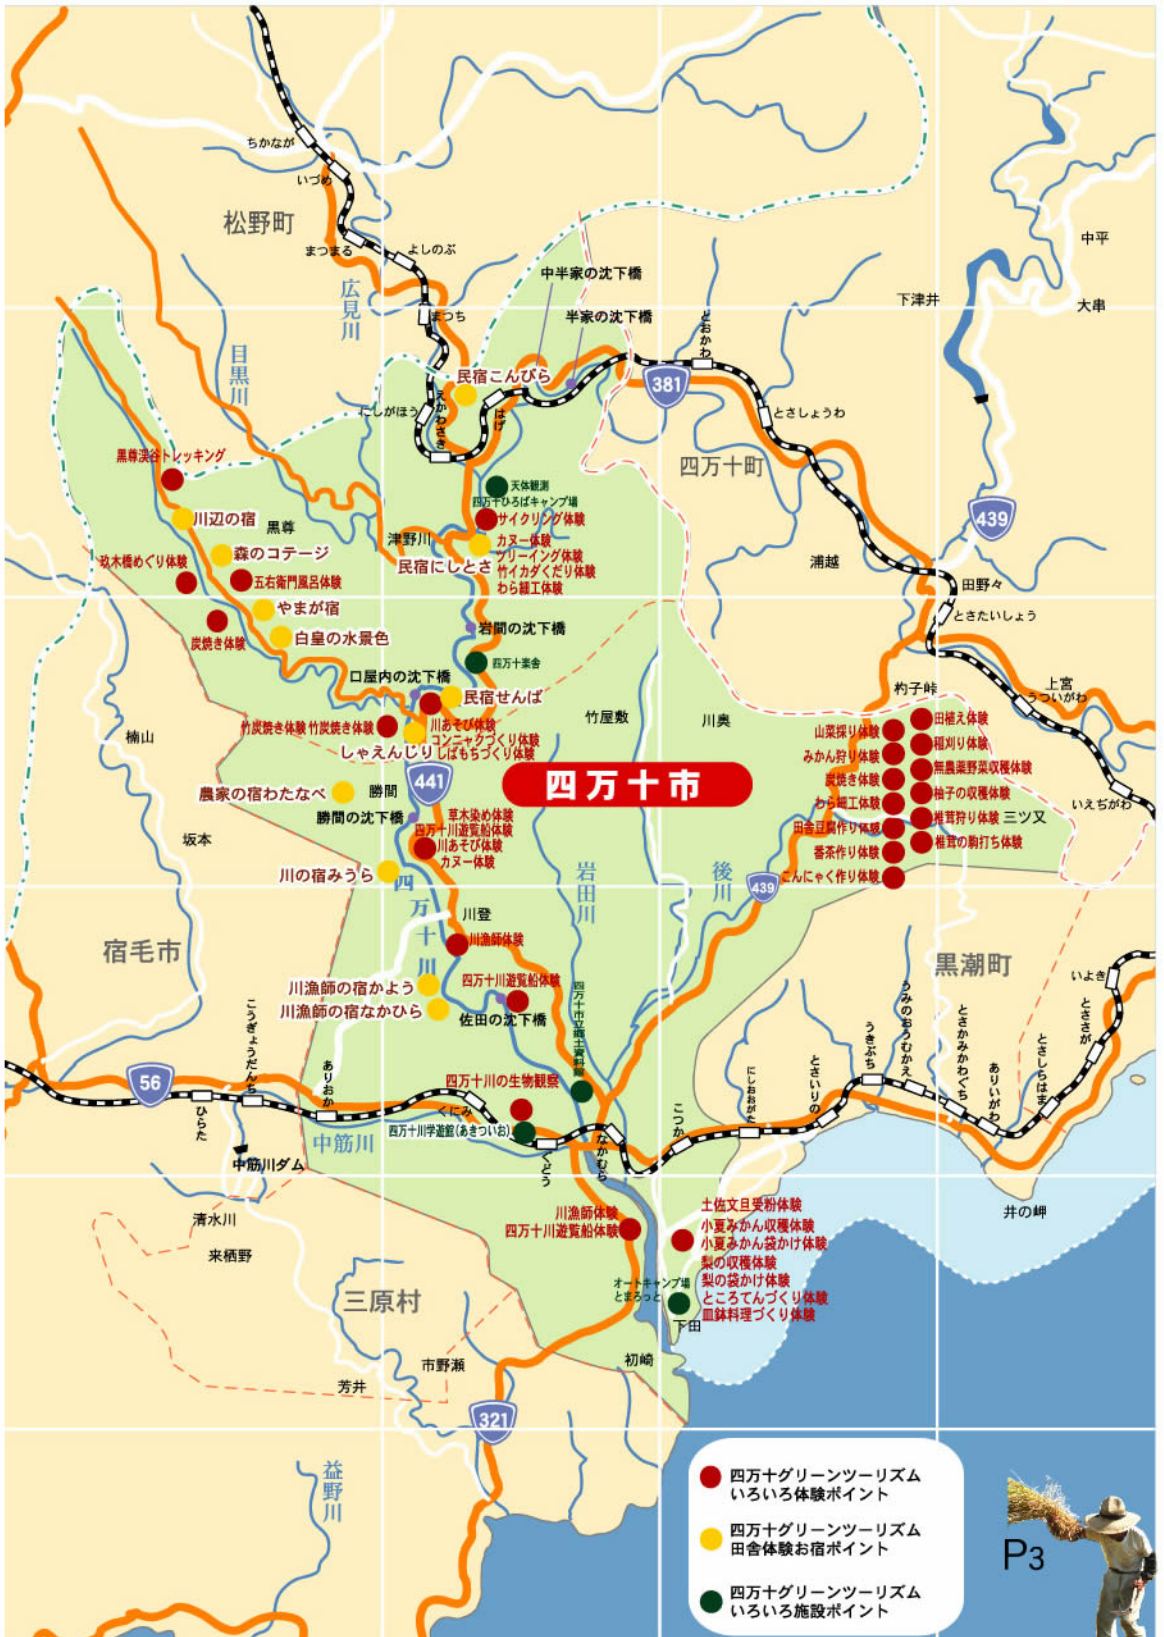 ちかなが
いづめ
松野町
まつまる
よしのぶ
中平
中半家の沈下橋
広見川
下津井
大串
まつち
半家の沈下橋
とおかわ
目黒川
民宿こんぴら
381
にしがほう
えかわさき
はげ
とさしょうわ
黒尊渓谷トレッキング
四万十町
天体観測
四万十ひろばキャンプ場
川辺の宿
サイクリング体験
439
黒尊
津野川
カヌー体験
森のコテージ
民宿にしとさ
ツリーイング体験
玖木橋めぐり体験
竹イカダくだり体験
浦越
五右衛門風呂体験
わら細工体験
田野々
やまが宿
とさたいしょう
炭焼き体験
白皇の水景色
岩間の沈下橋
四万十楽舎
口屋内の沈下橋
民宿せんば
杓子峠
上宮
うついがわ
楠山
竹屋敷
川奥
竹炭焼き体験
竹炭焼き体験
川あそび体験
コンニャクづくり体験
しゃえんじり
しばもちづくり体験
山菜採り体験
田植え体験
みかん狩り体験
稲刈り体験
炭焼き体験
無農薬野菜収穫体験
わら細工体験
柚子の収穫体験
いえぢがわ
田舎豆腐作り体験
椎茸狩り体験
三ツ又
番茶作り体験
椎茸の駒打ち体験
こんにゃく作り体験
441
四万十市
農家の宿わたなべ
勝間
勝間の沈下橋
坂本
草木染め体験
四万十川遊覧船体験
川あそび体験
カヌー体験
川の宿みうら
四万十川
岩田川
後川
439
川登
宿毛市
川漁師体験
黒潮町
いよき
川漁師の宿かよう
四万十川遊覧船体験
川漁師の宿なかひら
佐田の沈下橋
四万十市立郷土資料館
こうぎょうだんち
ありおか
56
ひらた
四万十川の生物観察
くにみ
四万十川学遊館(あきついお)
中筋川
中筋川ダム
くどう
なかむら
こつか
にしおおがた
とさいりの
うきぶち
うみのおうむかえ
とさかみかわぐち
ありいがわ
とさしらはま
とささが
清水川
来栖野
井の岬
川漁師体験
四万十川遊覧船体験
土佐文旦受粉体験
小夏みかん収穫体験
小夏みかん袋かけ体験
梨の収穫体験
梨の袋かけ体験
ところてんづくり体験
皿鉢料理づくり体験
オートキャンプ場
とまろっと
下田
三原村
初崎
市野瀬
芳井
321
益野川
四万十グリーンツーリズム
いろいろ体験ポイント
四万十グリーンツーリズム
田舎体験お宿ポイント
四万十グリーンツーリズム
いろいろ施設ポイント
P3